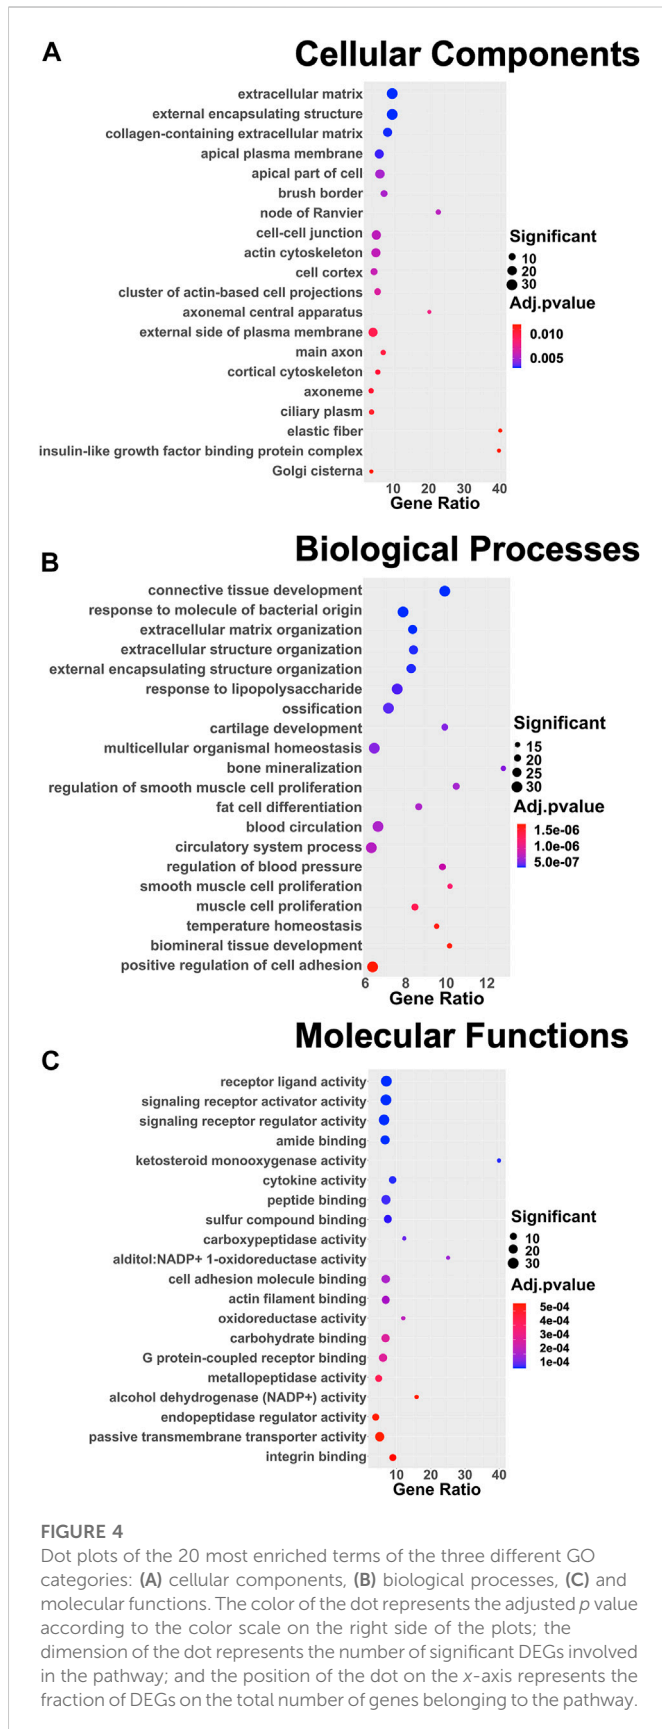 A
Cellular Components
extracellular matrix
external encapsulating structure
collagen-containing extracellular matrix
apical plasma membrane
apical part of cell
brush border
node of Ranvier
cell-cell junction
actin cytoskeleton
cell cortex
cluster of actin-based cell projections
axonemal central apparatus
external side of plasma membrane
main axon
cortical cytoskeleton
axoneme
ciliary plasm
elastic fiber
insulin-like growth factor binding protein complex
Golgi cisterna
10 20 30 40
Gene Ratio
Significant
10
20
30
Adj.pvalue
0.010
0.005
B
Biological Processes
connective tissue development
response to molecule of bacterial origin
extracellular matrix organization
extracellular structure organization
external encapsulating structure organization
response to lipopolysaccharide
ossification
cartilage development
multicellular organismal homeostasis
bone mineralization
regulation of smooth muscle cell proliferation
fat cell differentiation
blood circulation
circulatory system process
regulation of blood pressure
smooth muscle cell proliferation
muscle cell proliferation
temperature homeostasis
biomineral tissue development
positive regulation of cell adhesion
6 8 10 12
Gene Ratio
Significant
15
20
25
30
Adj.pvalue
1.5e-06
1.0e-06
5.0e-07
C
Molecular Functions
receptor ligand activity
signaling receptor activator activity
signaling receptor regulator activity
amide binding
ketosteroid monooxygenase activity
cytokine activity
peptide binding
sulfur compound binding
carboxypeptidase activity
alditol:NADP+ 1-oxidoreductase activity
cell adhesion molecule binding
actin filament binding
oxidoreductase activity
carbohydrate binding
G protein-coupled receptor binding
metallopeptidase activity
alcohol dehydrogenase (NADP+) activity
endopeptidase regulator activity
passive transmembrane transporter activity
integrin binding
10 20 30 40
Gene Ratio
Significant
10
20
30
Adj.pvalue
5e-04
4e-04
3e-04
2e-04
1e-04
FIGURE 4
Dot plots of the 20 most enriched terms of the three different GO
categories: (A) cellular components, (B) biological processes, (C) and
molecular functions. The color of the dot represents the adjusted p value
according to the color scale on the right side of the plots; the
dimension of the dot represents the number of significant DEGs involved
in the pathway; and the position of the dot on the x-axis represents the
fraction of DEGs on the total number of genes belonging to the pathway.